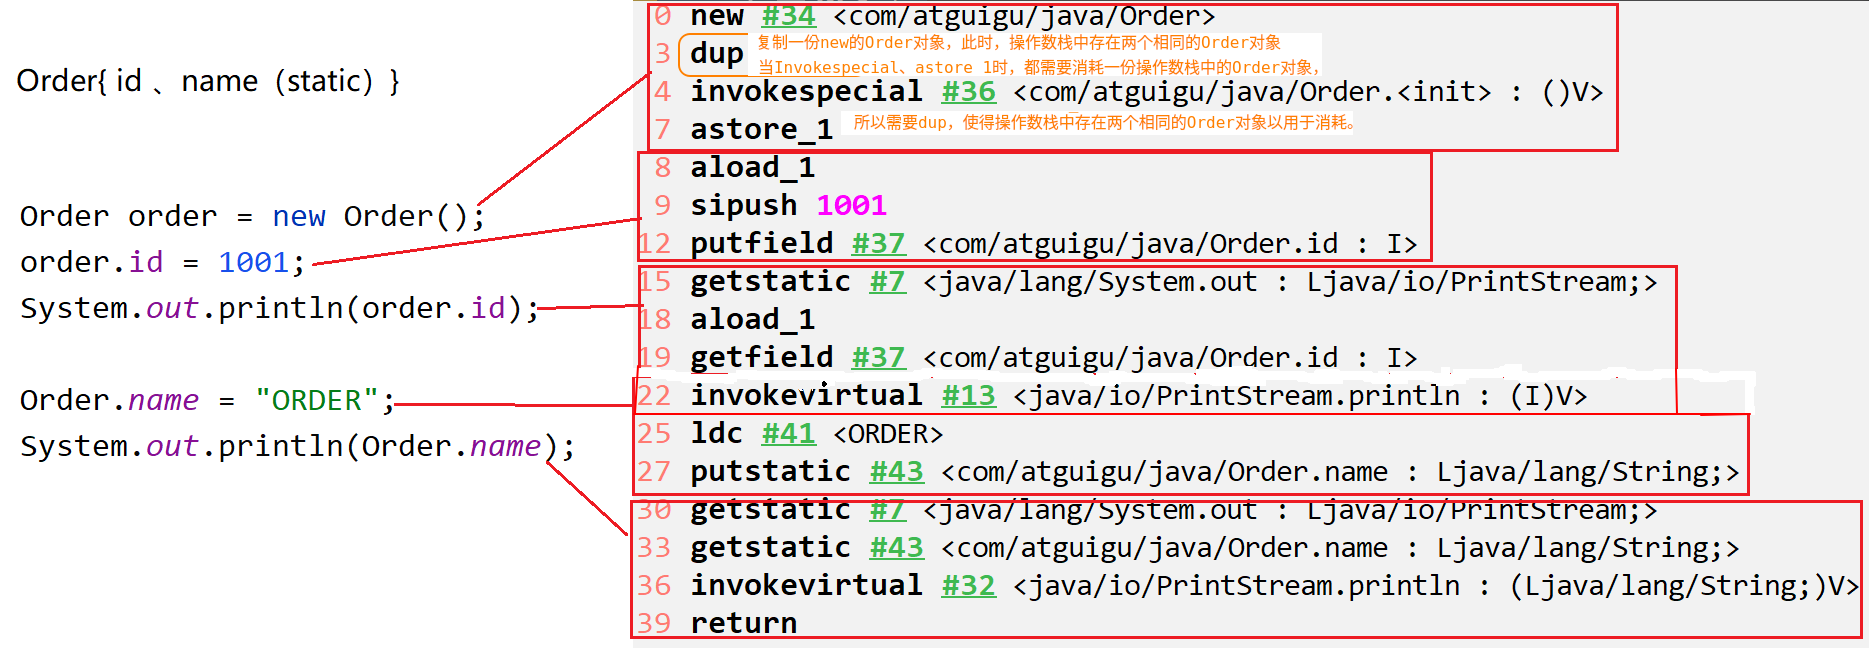 Order{ id 、name（static）}
Order order = new Order();
order.id = 1001;
System.out.println(order.id);
Order.name = "ORDER";
System.out.println(Order.name);
0 new #34 <com/atguigu/java/Order>
3 dup
复制一份new的Order对象，此时，操作数栈中存在两个相同的Order对象
当Invokespecial、astore 1时，都需要消耗一份操作数栈中的Order对象，
4 invokespecial #36 <com/atguigu/java/Order.<init> : ()V>
7 astore_1
所以需要dup，使得操作数栈中存在两个相同的Order对象以用于消耗。
8 aload_1
9 sipush 1001
12 putfield #37 <com/atguigu/java/Order.id : I>
15 getstatic #7 <java/lang/System.out : Ljava/io/PrintStream;>
18 aload_1
19 getfield #37 <com/atguigu/java/Order.id : I>
22 invokevirtual #13 <java/io/PrintStream.println : (I)V>
25 ldc #41 <ORDER>
27 putstatic #43 <com/atguigu/java/Order.name : Ljava/lang/String;>
30 getstatic #7 <java/lang/System.out : Ljava/io/PrintStream;>
33 getstatic #43 <com/atguigu/java/Order.name : Ljava/lang/String;>
36 invokevirtual #32 <java/io/PrintStream.println : (Ljava/lang/String;)V>
39 return